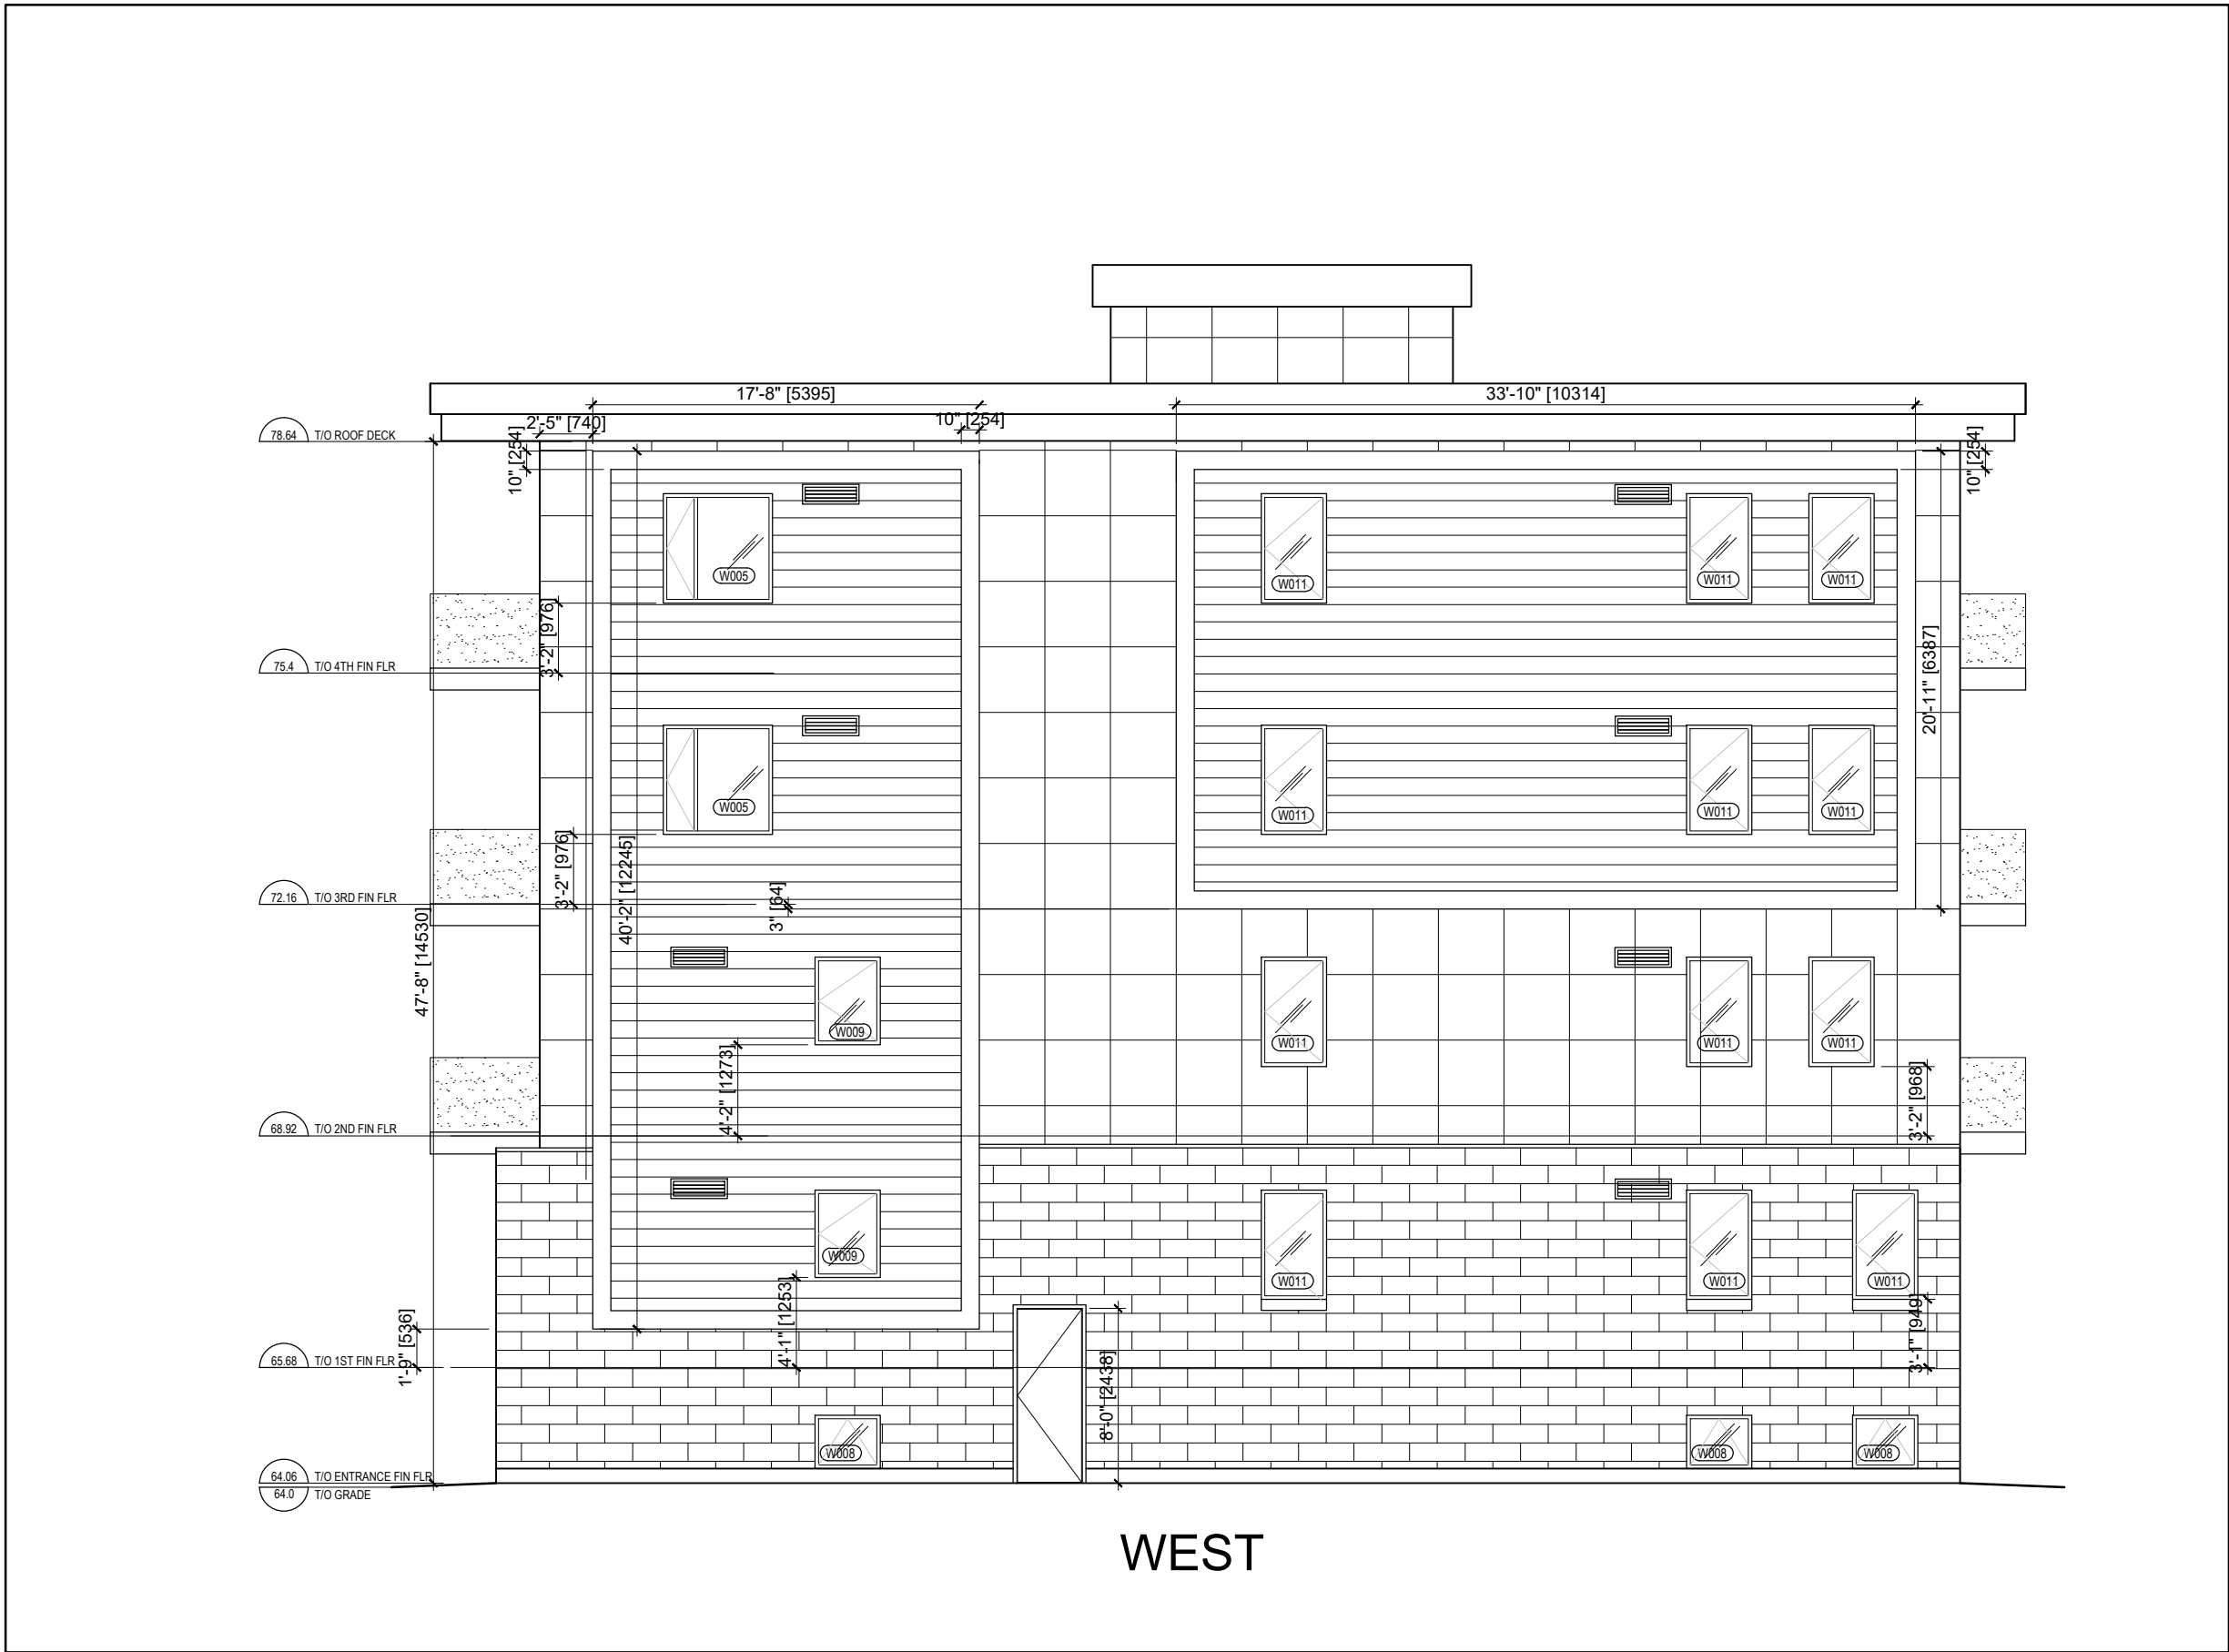 17'-8" [5395]
33'-10" [10314]
2'-5" [740]
10" [254]
78.64 T/O ROOF DECK
10" [254]
10" [254]
W005
W011
W011
W011
3'-2" [976]
75.4 T/O 4TH FIN FLR
20'-11" [6387]
W005
W011
W011
W011
3'-2" [976]
40'-2" [12245]
3" [64]
72.16 T/O 3RD FIN FLR
47'-8" [14530]
W009
W011
W011
W011
4'-2" [1273]
3'-2" [968]
68.92 T/O 2ND FIN FLR
W009
W011
W011
W011
4'-1" [1253]
3'-1" [949]
1'-9" [536]
65.68 T/O 1ST FIN FLR
8'-0" [2438]
W008
W008
W008
64.06 T/O ENTRANCE FIN FLR
64.0 T/O GRADE
WEST